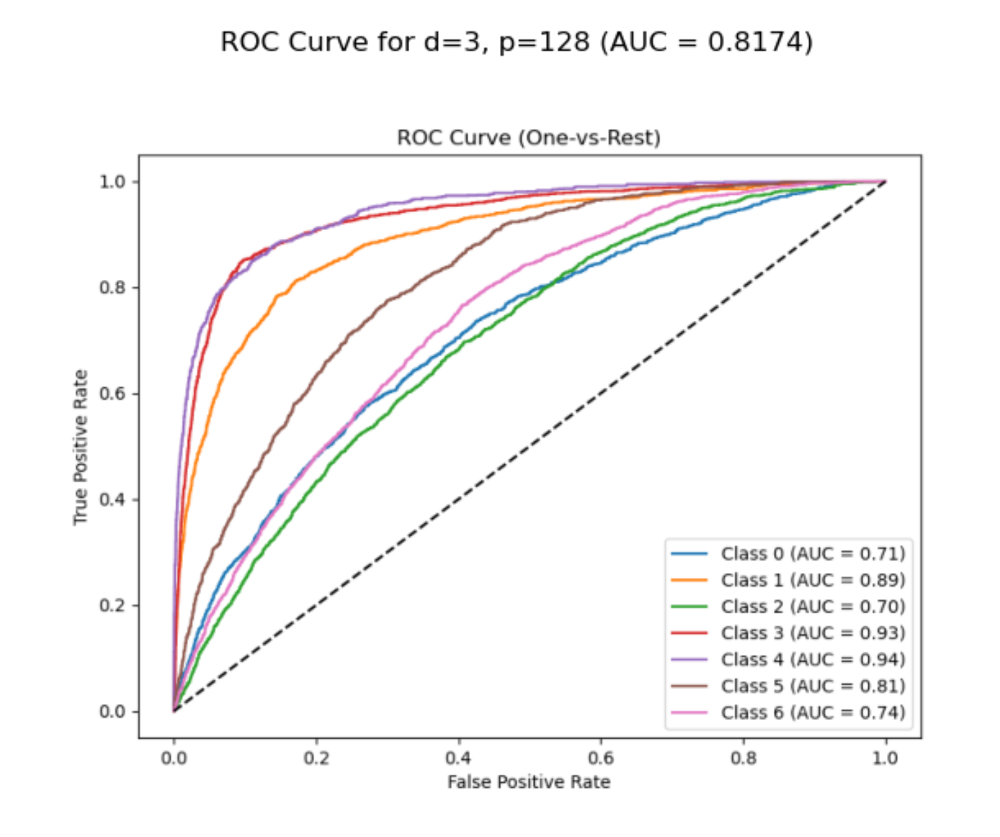 ROC Curve for d=3, p=128 (AUC = 0.8174)
ROC Curve (One-vs-Rest)
True Positive Rate
1.0
0.8
0.6
0.4
0.2
0.0
Class 0 (AUC = 0.71)
Class 1 (AUC = 0.89)
Class 2 (AUC = 0.70)
Class 3 (AUC = 0.93)
Class 4 (AUC = 0.94)
Class 5 (AUC = 0.81)
Class 6 (AUC = 0.74)
0.0 0.2 0.4 0.6 0.8 1.0
False Positive Rate